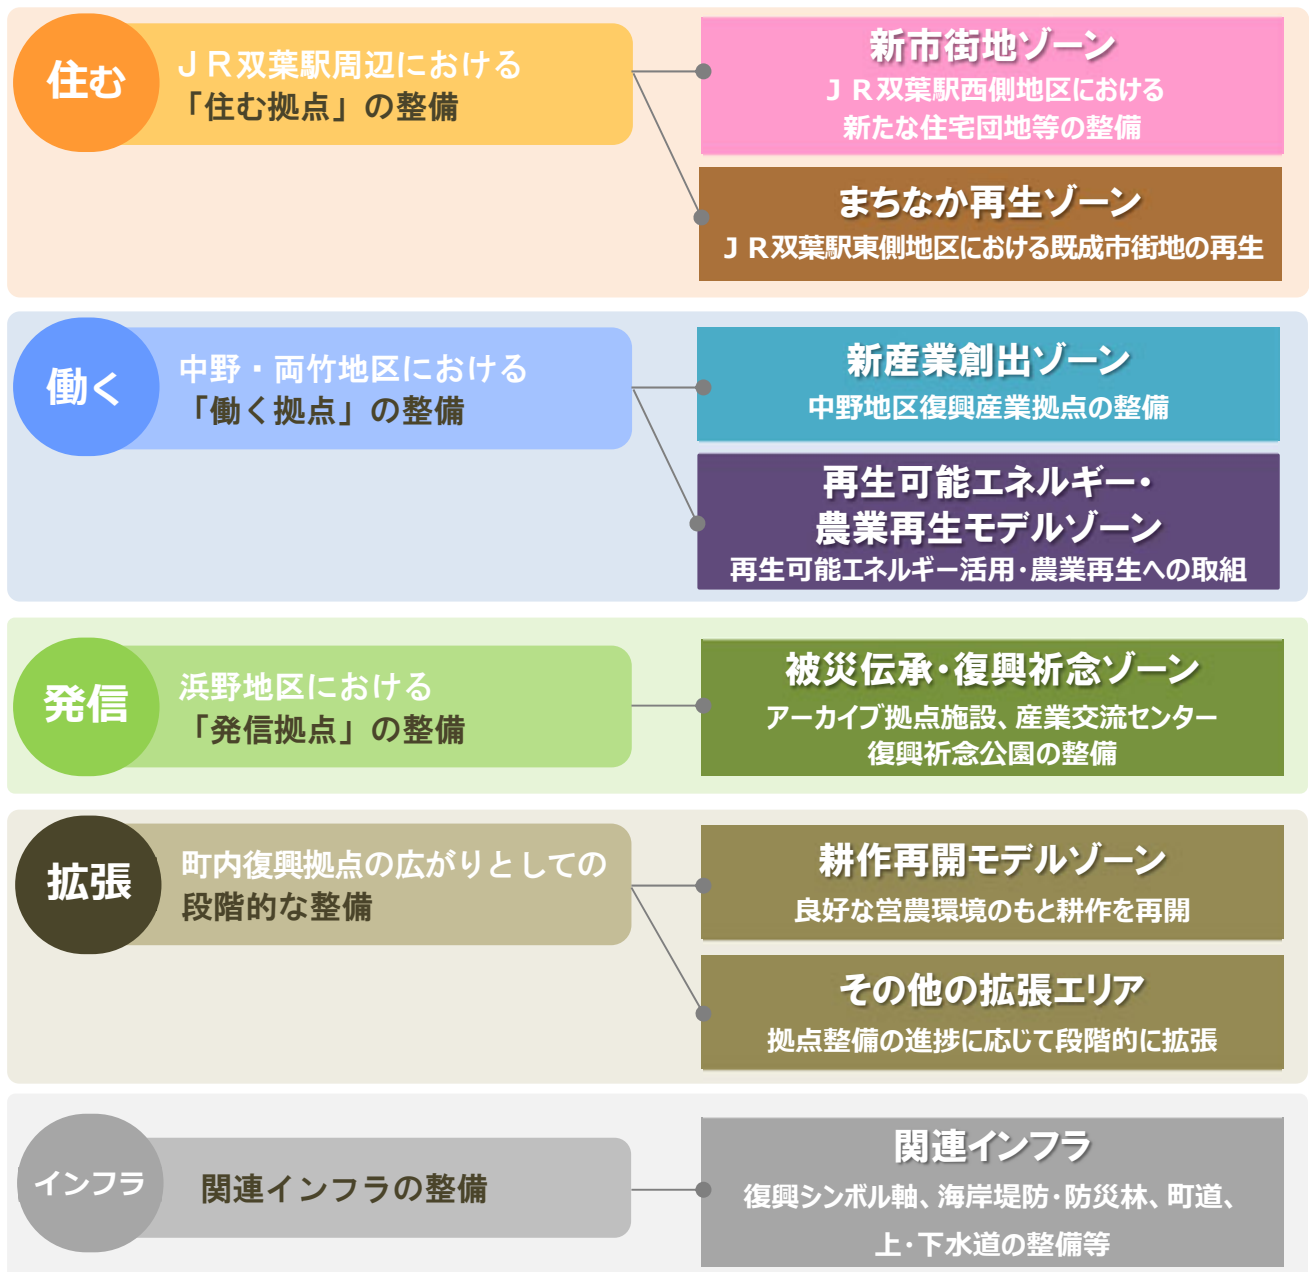 住む
ＪＲ双葉駅周辺における
「住む拠点」の整備
新市街地ゾーン
ＪＲ双葉駅西側地区における
新たな住宅団地等の整備
まちなか再生ゾーン
ＪＲ双葉駅東側地区における既成市街地の再生
働く
中野・両竹地区における
「働く拠点」の整備
新産業創出ゾーン
中野地区復興産業拠点の整備
再生可能エネルギー・
農業再生モデルゾーン
再生可能エネルギー活用・農業再生への取組
発信
浜野地区における
「発信拠点」の整備
被災伝承・復興祈念ゾーン
アーカイブ拠点施設、産業交流センター
復興祈念公園の整備
拡張
町内復興拠点の広がりとしての
段階的な整備
耕作再開モデルゾーン
良好な営農環境のもと耕作を再開
その他の拡張エリア
拠点整備の進捗に応じて段階的に拡張
インフラ
関連インフラの整備
関連インフラ
復興シンボル軸、海岸堤防・防災林、町道、
上・下水道の整備等